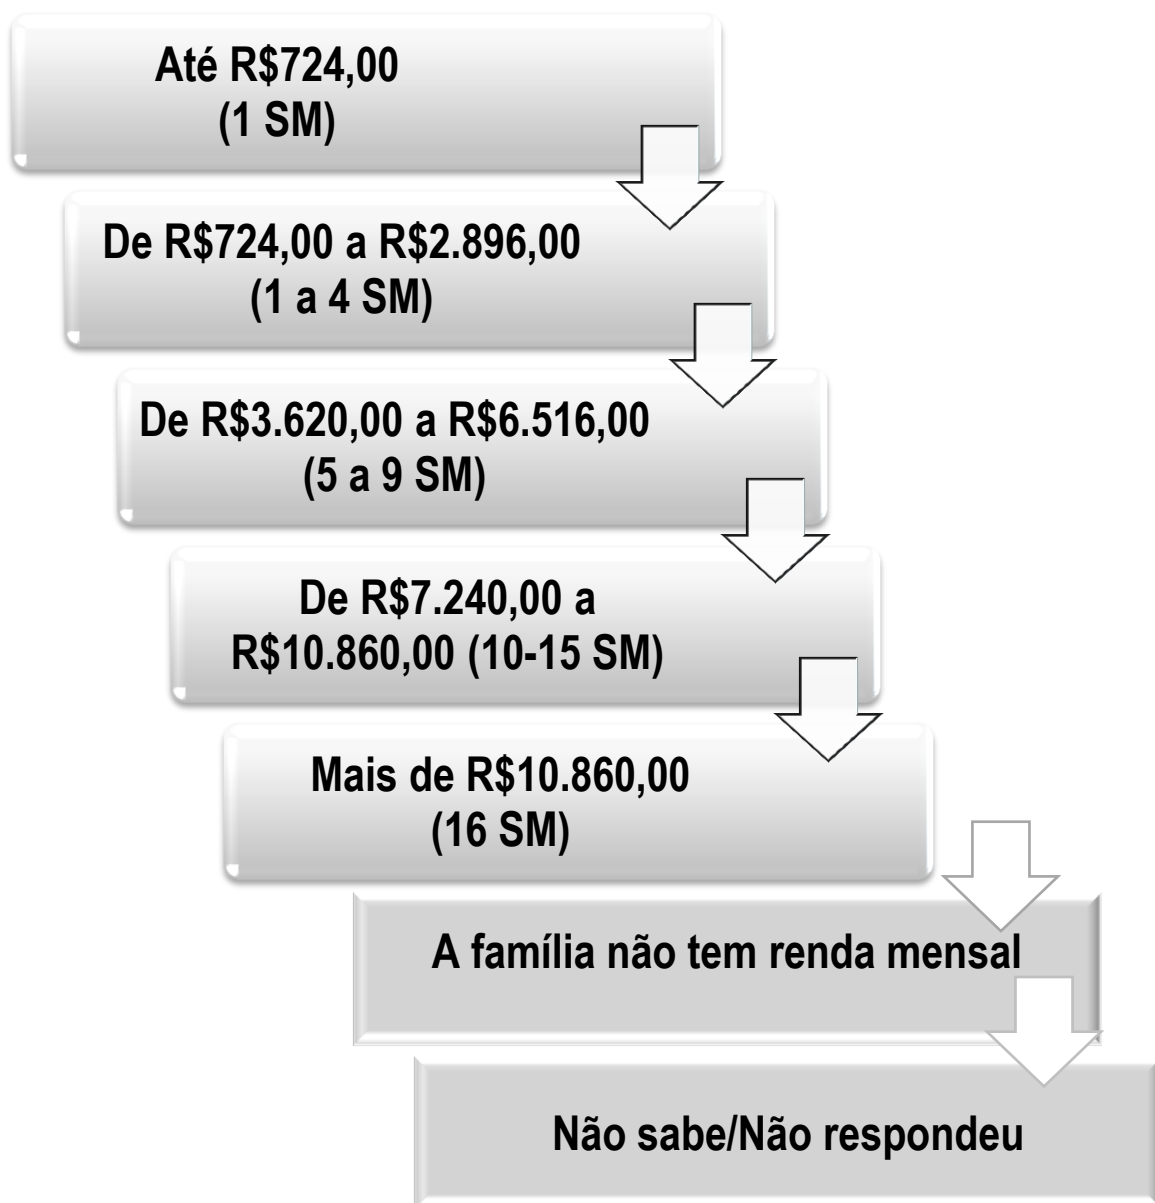 Até R$724,00
(1 SM)
De R$724,00 a R$2.896,00
(1 a 4 SM)
De R$3.620,00 a R$6.516,00
(5 a 9 SM)
De R$7.240,00 a
R$10.860,00 (10-15 SM)
Mais de R$10.860,00
(16 SM)
A família não tem renda mensal
Não sabe/Não respondeu